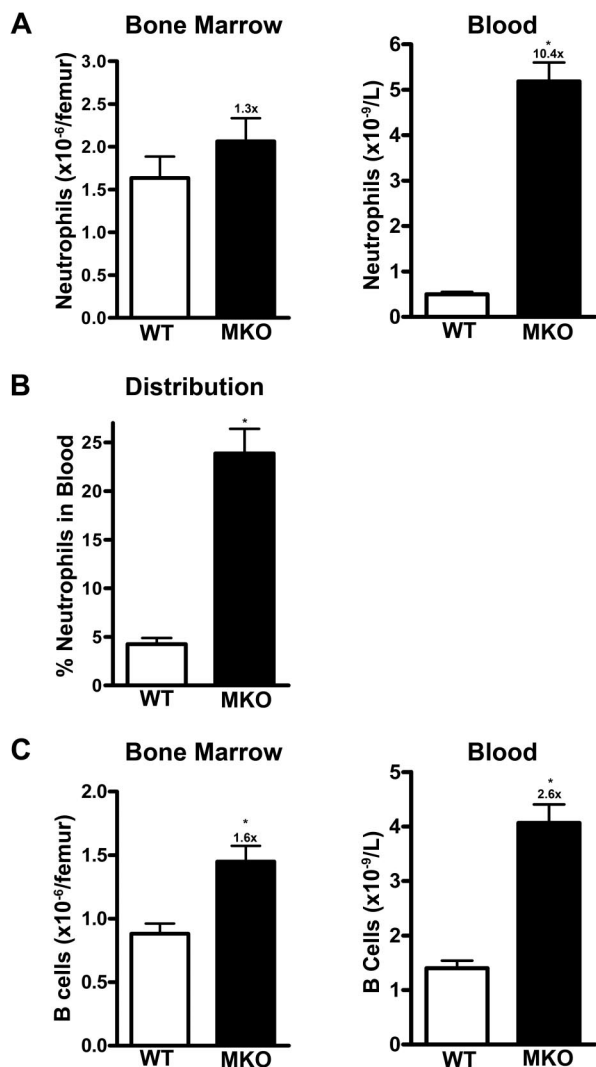 A
Bone Marrow
Neutrophils (x10⁻⁶/femur)
3.0
2.5
2.0
1.5
1.0
0.5
0.0
1.3x
WT
MKO
Blood
Neutrophils (x10⁻⁹/L)
6
5
4
3
2
1
0
*
10.4x
WT
MKO
B
Distribution
% Neutrophils in Blood
25
20
15
10
5
0
*
WT
MKO
C
Bone Marrow
B cells (x10⁻⁶/femur)
2.0
1.5
1.0
0.5
0.0
*
1.6x
WT
MKO
Blood
B Cells (x10⁻⁹/L)
5
4
3
2
1
0
*
2.6x
WT
MKO